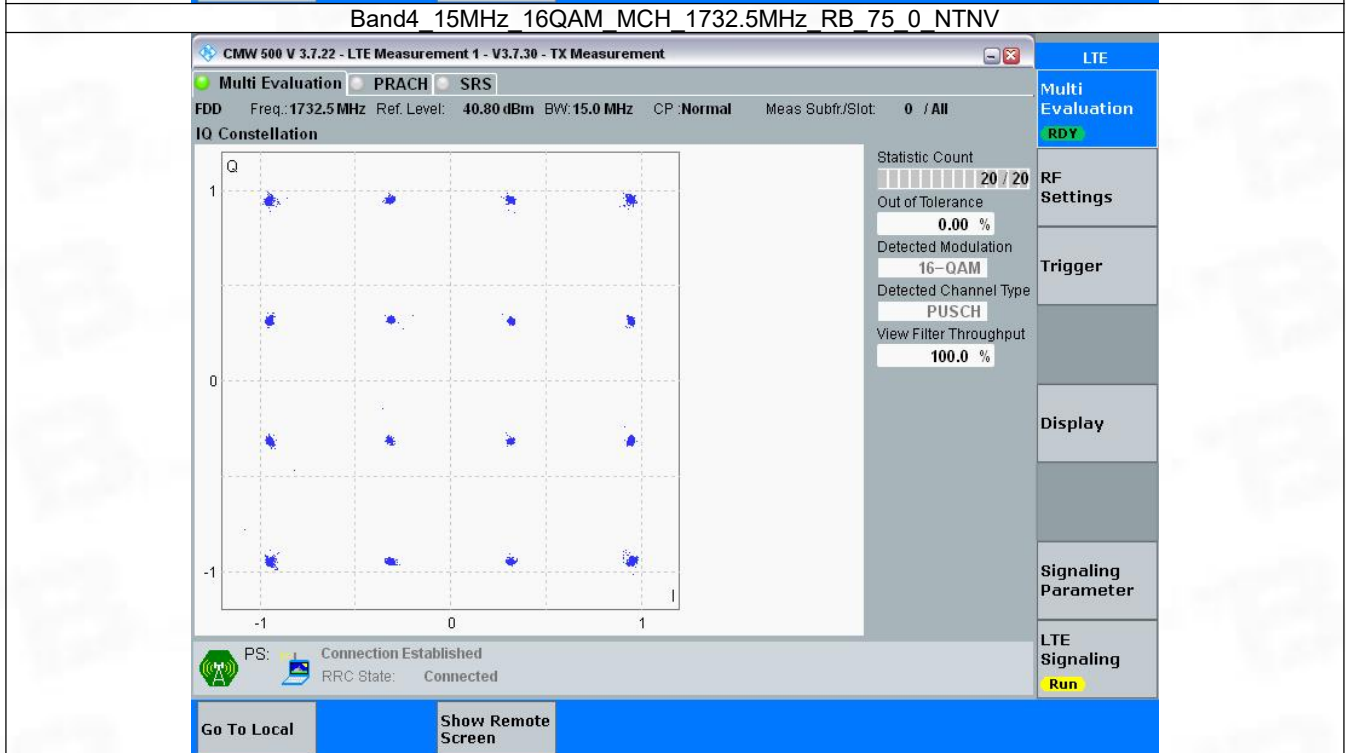 Band4_15MHz_16QAM_MCH_1732.5MHz_RB_75_0_NTNV
CMW 500 V 3.7.22 - LTE Measurement 1 - V3.7.30 - TX Measurement
LTE
Multi Evaluation PRACH SRS
Multi
Evaluation
RDY
FDD Freq.: 1732.5 MHz Ref. Level: 40.80 dBm BW: 15.0 MHz CP :Normal Meas Subfr./Slot: 0 / All
IQ Constellation
Q
1
0
-1
I
-1 0 1
Statistic Count
20 / 20
Out of Tolerance
0.00 %
Detected Modulation
16-QAM
Detected Channel Type
PUSCH
View Filter Throughput
100.0 %
RF
Settings
Trigger
Display
Signaling
Parameter
LTE
Signaling
Run
PS: Connection Established
RRC State: Connected
Go To Local
Show Remote
Screen